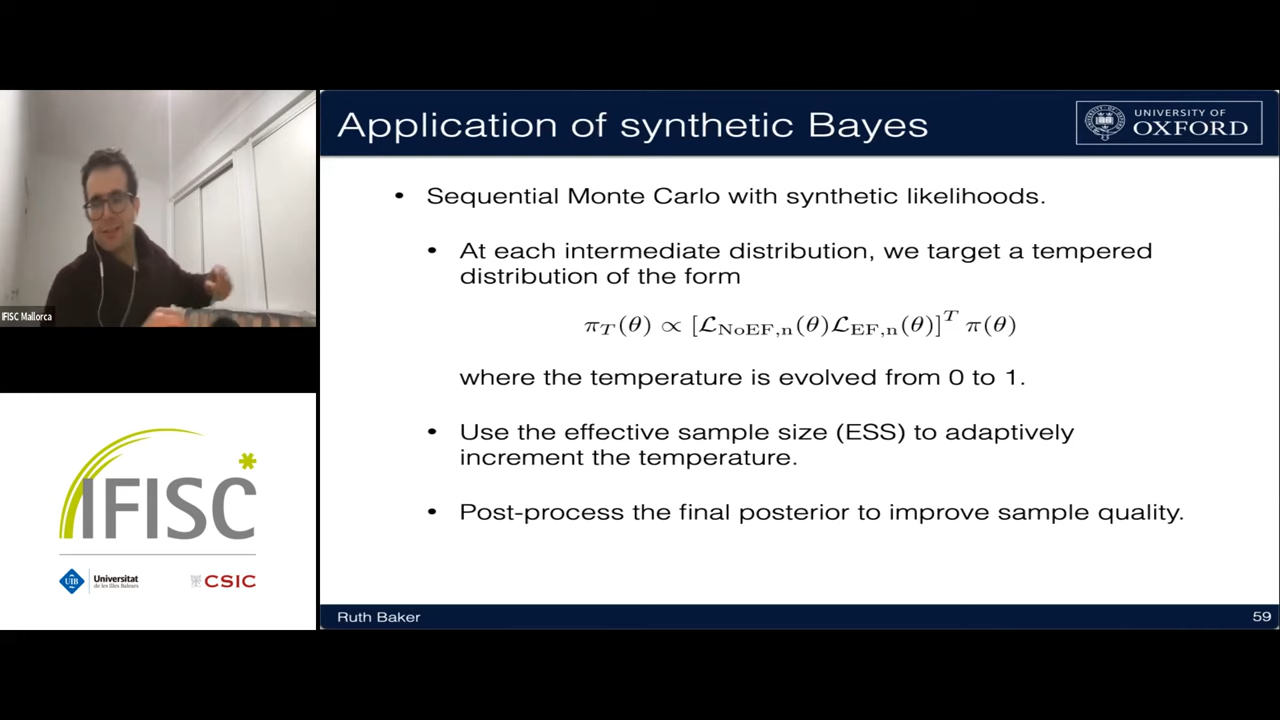 Application of synthetic Bayes
UNIVERSITY OF
OXFORD
• Sequential Monte Carlo with synthetic likelihoods.
• At each intermediate distribution, we target a tempered
distribution of the form
π_T(θ) ∝ [ℒ_NoEF,n(θ)ℒ_EF,n(θ)]^T π(θ)
where the temperature is evolved from 0 to 1.
• Use the effective sample size (ESS) to adaptively
increment the temperature.
• Post-process the final posterior to improve sample quality.
Ruth Baker
59
IFISC Mallorca
IFISC
UIB
Universitat
de les Illes Balears
CSIC